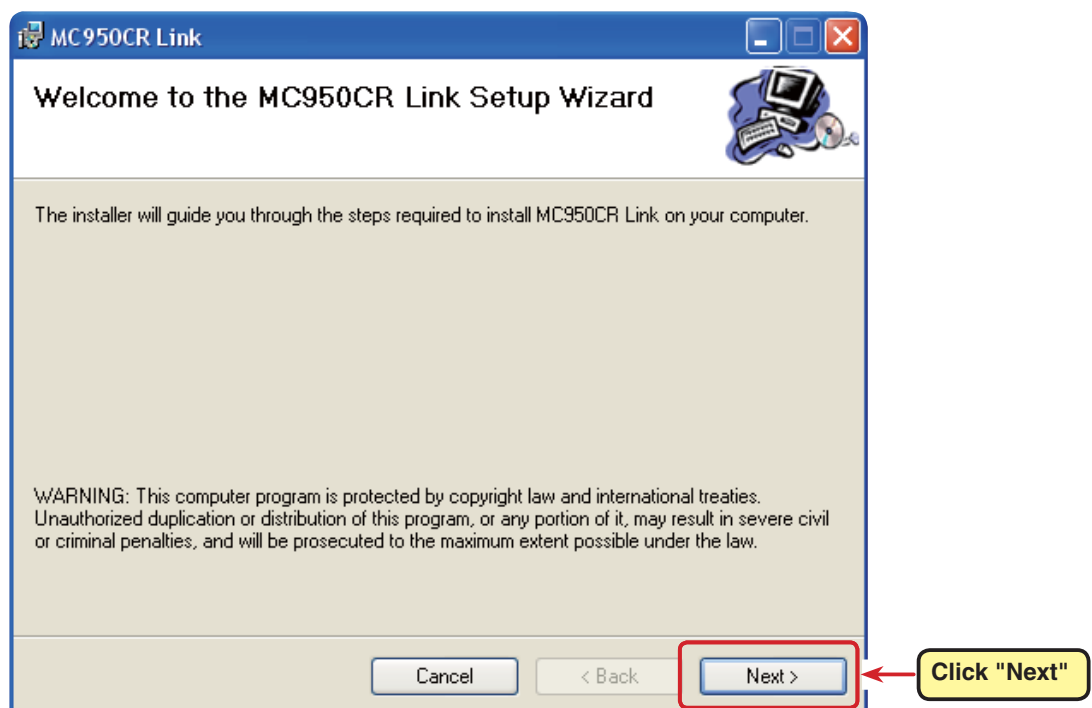 MC950CR Link
Welcome to the MC950CR Link Setup Wizard
The installer will guide you through the steps required to install MC950CR Link on your computer.
WARNING: This computer program is protected by copyright law and international treaties.
Unauthorized duplication or distribution of this program, or any portion of it, may result in severe civil
or criminal penalties, and will be prosecuted to the maximum extent possible under the law.
Cancel
< Back
Next >
Click "Next"